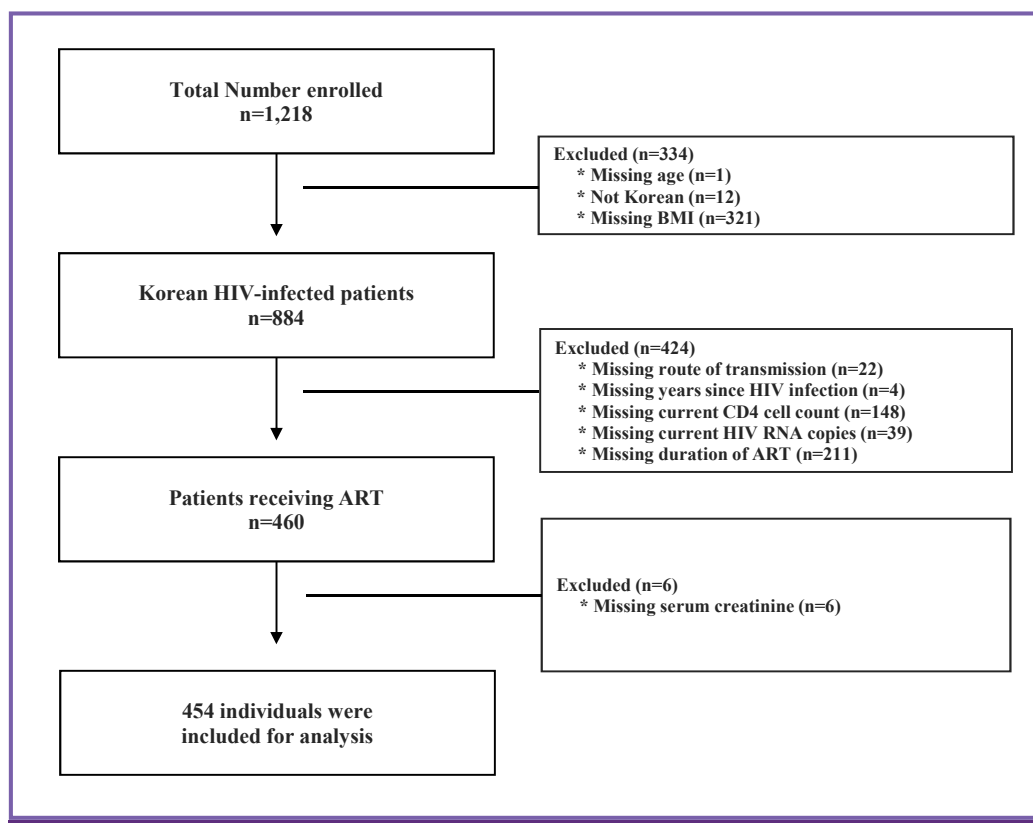 Total Number enrolled
n=1,218
Excluded (n=334)
* Missing age (n=1)
* Not Korean (n=12)
* Missing BMI (n=321)
Korean HIV-infected patients
n=884
Excluded (n=424)
* Missing route of transmission (n=22)
* Missing years since HIV infection (n=4)
* Missing current CD4 cell count (n=148)
* Missing current HIV RNA copies (n=39)
* Missing duration of ART (n=211)
Patients receiving ART
n=460
Excluded (n=6)
* Missing serum creatinine (n=6)
454 individuals were
included for analysis